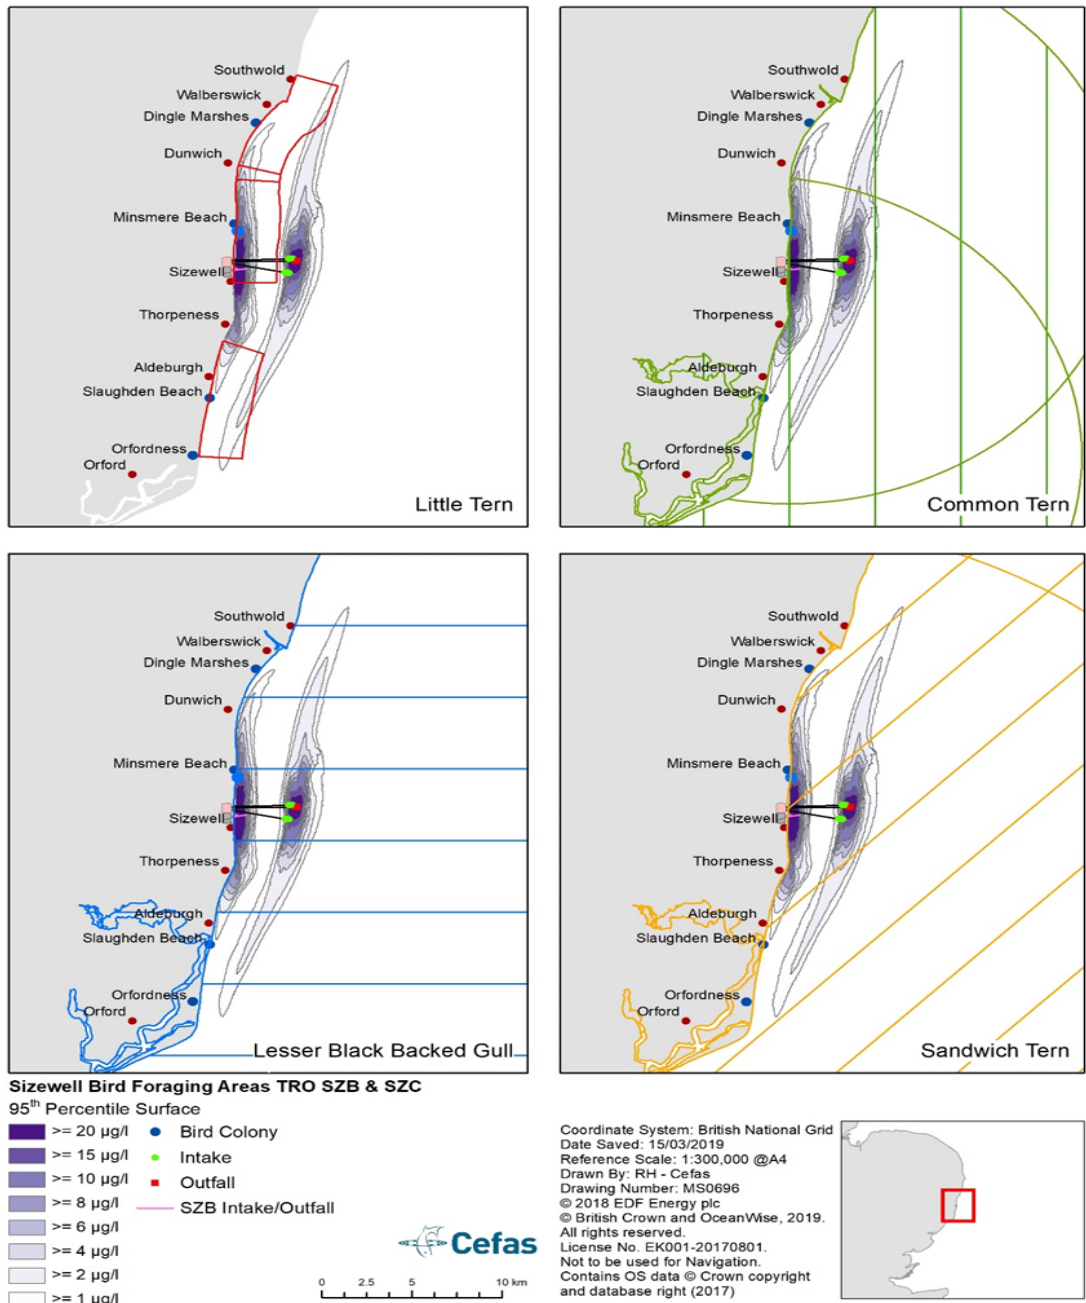 Southwold
Walberswick
Dingle Marshes
Dunwich
Minsmere Beach
Sizewell
Thorpeness
Aldeburgh
Slaughden Beach
Orfordness
Orford
Little Tern
Southwold
Walberswick
Dingle Marshes
Dunwich
Minsmere Beach
Sizewell
Thorpeness
Aldeburgh
Slaughden Beach
Orfordness
Orford
Common Tern
Southwold
Walberswick
Dingle Marshes
Dunwich
Minsmere Beach
Sizewell
Thorpeness
Aldeburgh
Slaughden Beach
Orfordness
Orford
Lesser Black Backed Gull
Southwold
Walberswick
Dingle Marshes
Dunwich
Minsmere Beach
Sizewell
Thorpeness
Aldeburgh
Slaughden Beach
Orfordness
Orford
Sandwich Tern
Sizewell Bird Foraging Areas TRO SZB & SZC
95th Percentile Surface
>= 20 µg/l
>= 15 µg/l
>= 10 µg/l
>= 8 µg/l
>= 6 µg/l
>= 4 µg/l
>= 2 µg/l
>= 1 µg/l
Bird Colony
Intake
Outfall
SZB Intake/Outfall
Cefas
0 2.5 5 10 km
Coordinate System: British National Grid
Date Saved: 15/03/2019
Reference Scale: 1:300,000 @A4
Drawn By: RH - Cefas
Drawing Number: MS0696
© 2018 EDF Energy plc
© British Crown and OceanWise, 2019.
All rights reserved.
License No. EK001-20170801.
Not to be used for Navigation.
Contains OS data © Crown copyright
and database right (2017)